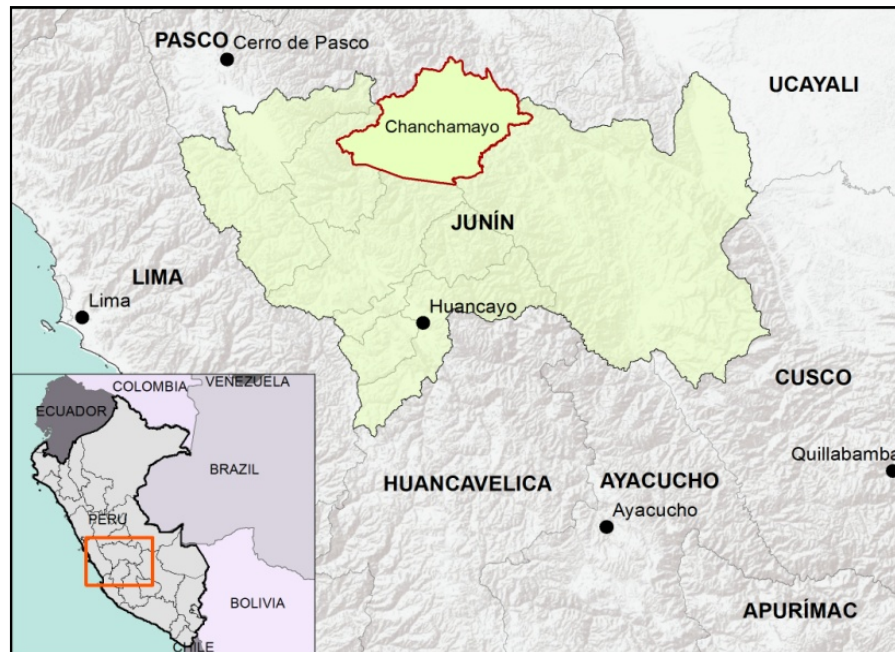 PASCO Cerro de Pasco
UCAYALI
Chanchamayo
JUNÍN
LIMA
Lima
Huancayo
CUSCO
Quillabamba
HUANCAVELICA
AYACUCHO
Ayacucho
APURÍMAC
COLOMBIA
VENEZUELA
ECUADOR
BRAZIL
PERU
BOLIVIA
CHILE